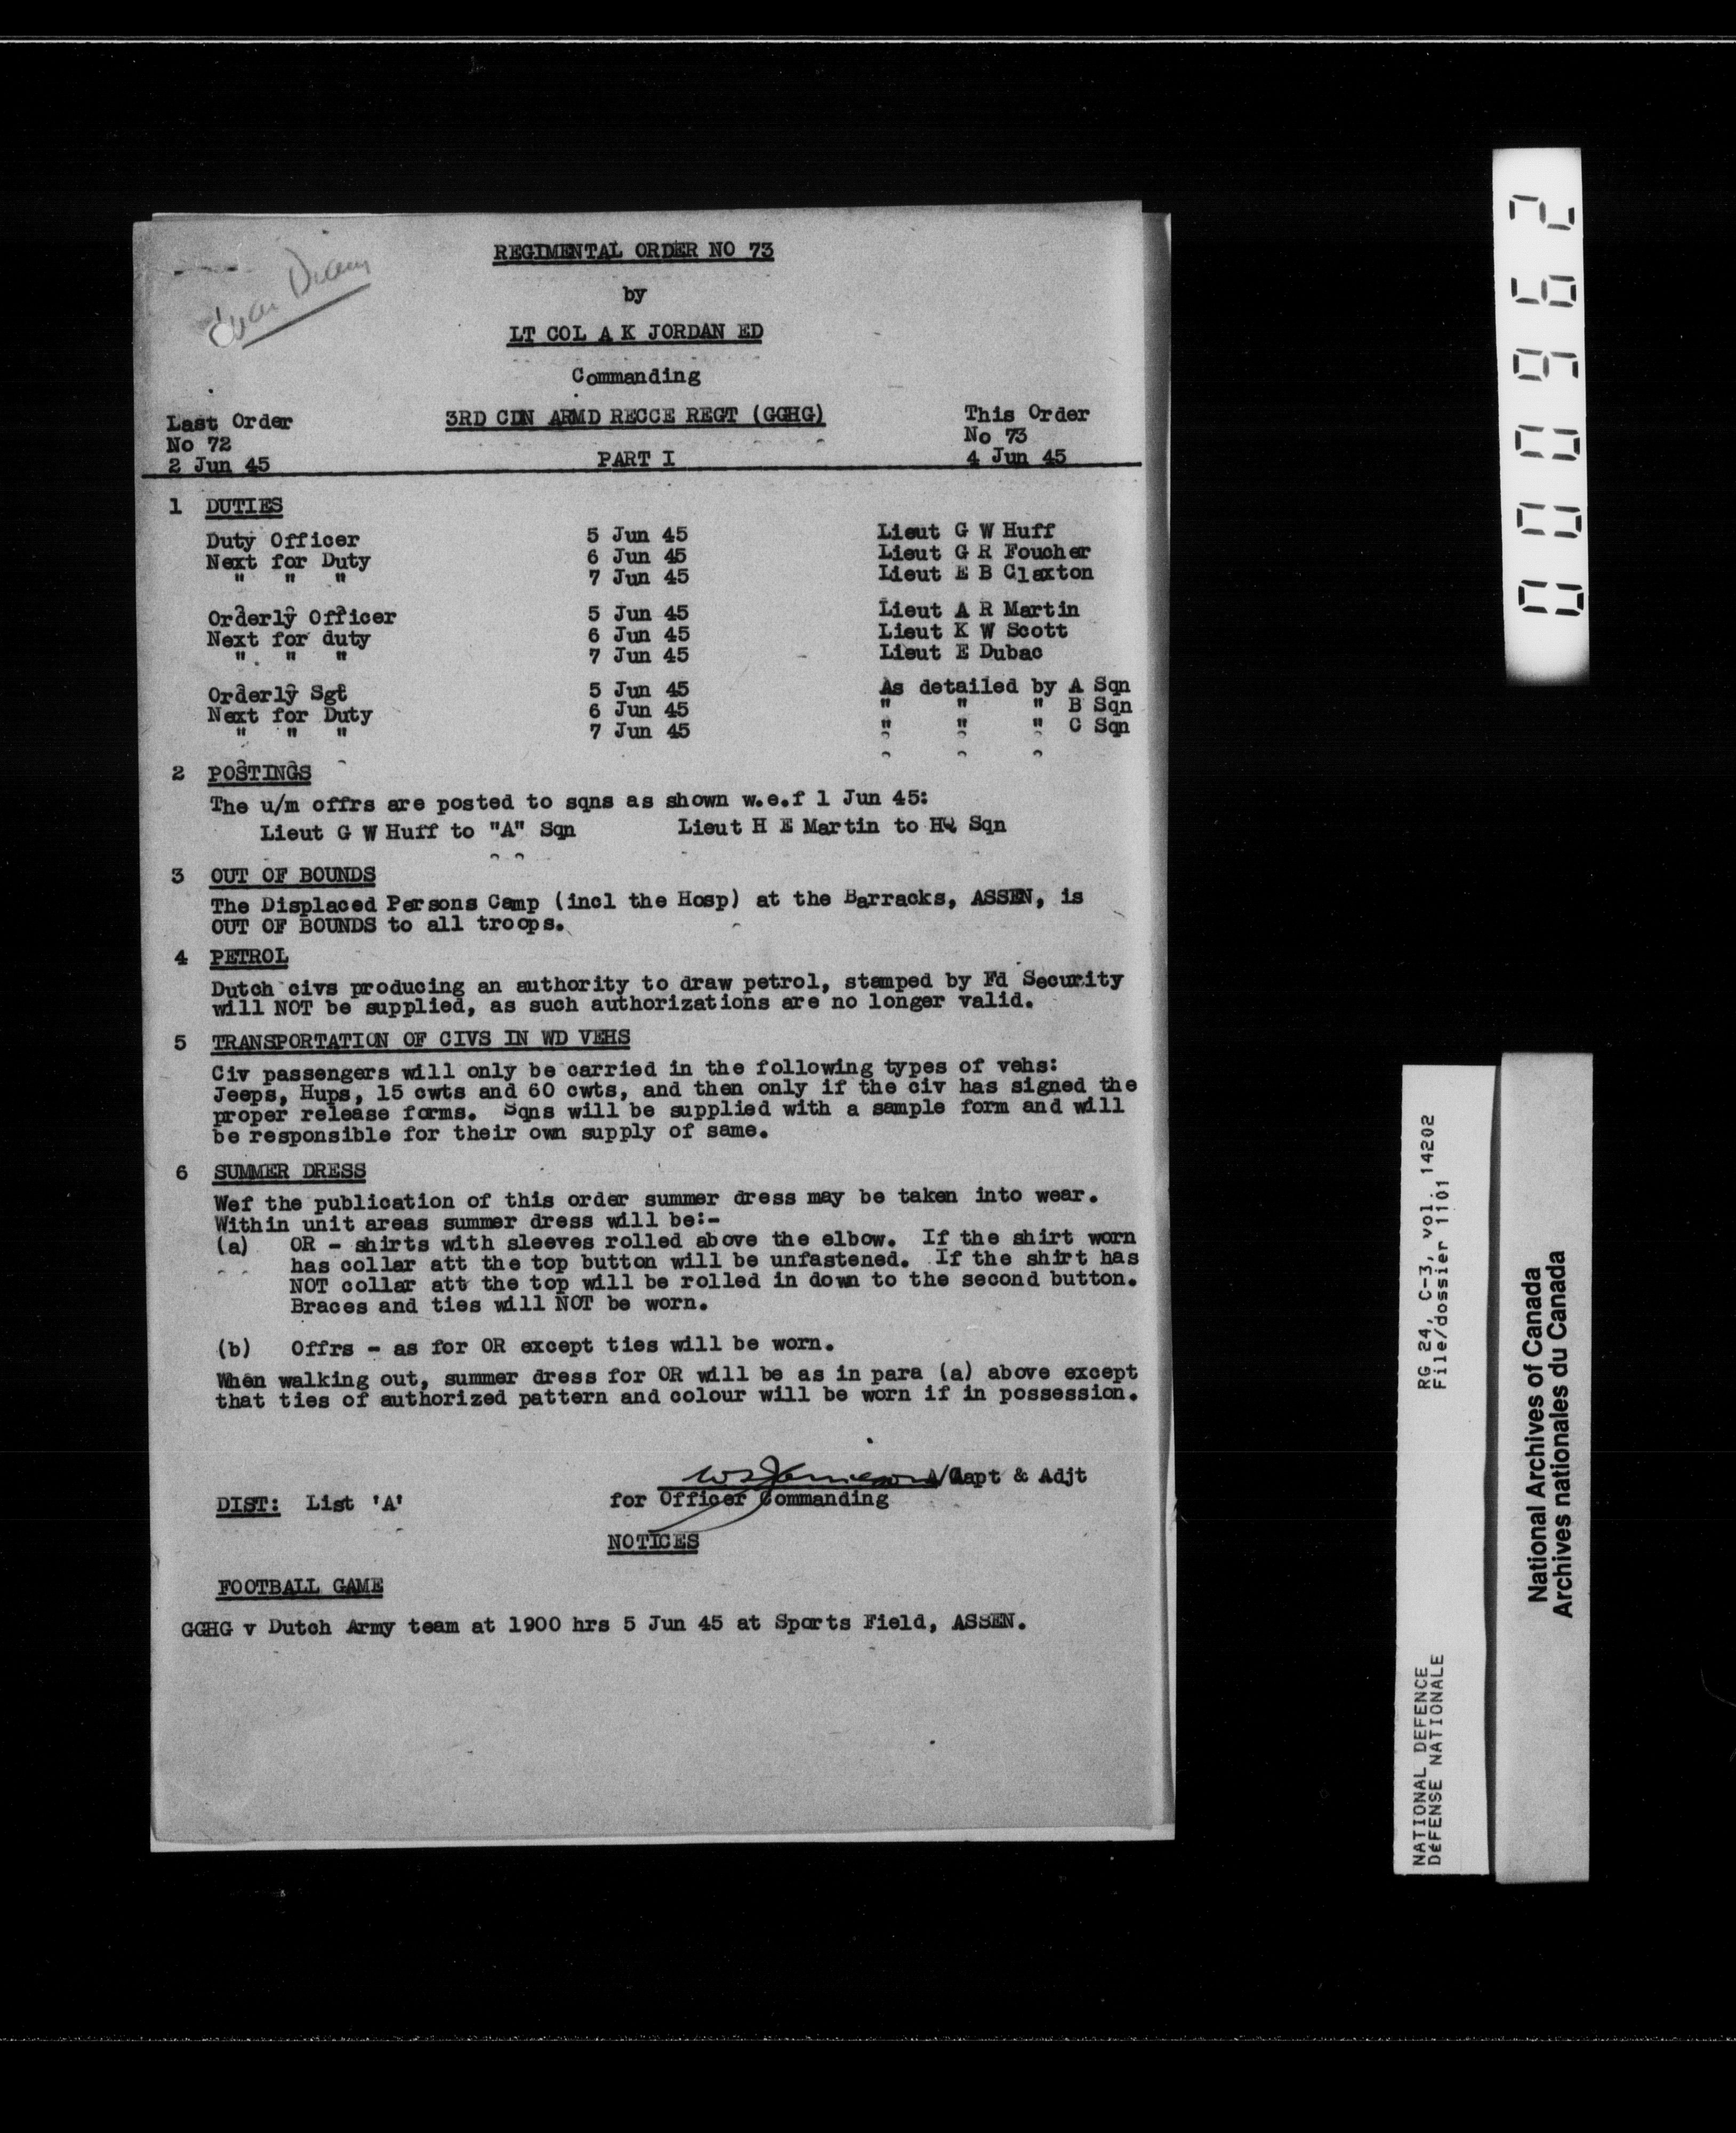 War Diary
REGIMENTAL ORDER NO 73
by
LT COL A K JORDAN ED
Commanding
3RD CDN ARMD RECCE REGT (GGHG)
Last Order
No 72
2 Jun 45
PART I
This Order
No 73
4 Jun 45
1 DUTIES
Duty Officer 5 Jun 45 Lieut G W Huff
Next for Duty 6 Jun 45 Lieut G R Foucher
" " " 7 Jun 45 Lieut E B Claxton
Orderly Officer 5 Jun 45 Lieut A R Martin
Next for duty 6 Jun 45 Lieut K W Scott
" " " 7 Jun 45 Lieut E Dubac
Orderly Sgt 5 Jun 45 As detailed by A Sqn
Next for Duty 6 Jun 45 " " " B Sqn
" " " 7 Jun 45 " " " C Sqn
2 POSTINGS
The u/m offrs are posted to sqns as shown w.e.f 1 Jun 45:
Lieut G W Huff to "A" Sqn Lieut H E Martin to HQ Sqn
3 OUT OF BOUNDS
The Displaced Persons Camp (incl the Hosp) at the Barracks, ASSEN, is
OUT OF BOUNDS to all troops.
4 PETROL
Dutch civs producing an authority to draw petrol, stamped by Fd Security
will NOT be supplied, as such authorizations are no longer valid.
5 TRANSPORTATION OF CIVS IN WD VEHS
Civ passengers will only be carried in the following types of vehs:
Jeeps, Hups, 15 cwts and 60 cwts, and then only if the civ has signed the
proper release forms. Sqns will be supplied with a sample form and will
be responsible for their own supply of same.
6 SUMMER DRESS
Wef the publication of this order summer dress may be taken into wear.
Within unit areas summer dress will be:-
(a) OR - shirts with sleeves rolled above the elbow. If the shirt worn
has collar att the top button will be unfastened. If the shirt has
NOT collar att the top will be rolled in down to the second button.
Braces and ties will NOT be worn.
(b) Offrs - as for OR except ties will be worn.
When walking out, summer dress for OR will be as in para (a) above except
that ties of authorized pattern and colour will be worn if in possession.
WSJamieson A/Capt & Adjt
DIST: List 'A' for Officer Commanding
NOTICES
FOOTBALL GAME
GGHG v Dutch Army team at 1900 hrs 5 Jun 45 at Sports Field, ASSEN.
000962
RG 24, C-3, vol. 14202
File/dossier 1101
NATIONAL DEFENCE
DéFENSE NATIONALE
National Archives of Canada
Archives nationales du Canada